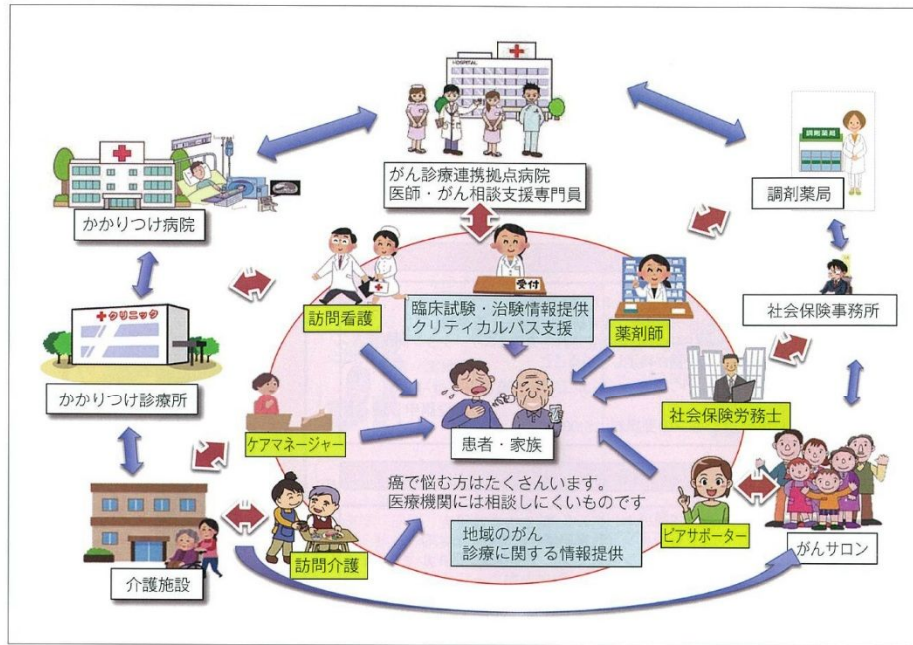 HOSPITAL
がん診療連携拠点病院
医師・がん相談支援専門員
かかりつけ病院
調剤薬局
調剤薬局
訪問看護
受付
臨床試験・治験情報提供
クリティカルパス支援
薬剤師
社会保険事務所
クリニック
かかりつけ診療所
ケアマネージャー
患者・家族
社会保険労務士
癌で悩む方はたくさんいます。
医療機関には相談しにくいものです
訪問介護
地域のがん
診療に関する情報提供
ピアサポーター
がんサロン
介護施設